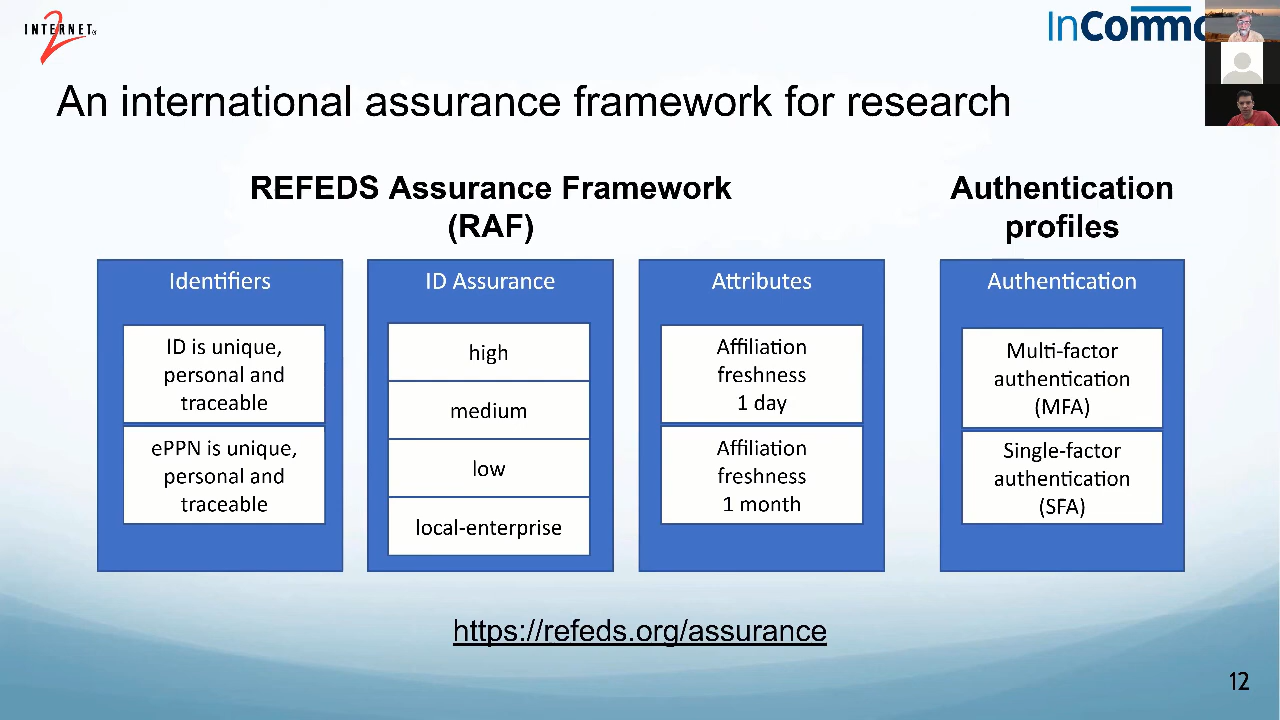 INTERNET
2
InCommo
An international assurance framework for research
REFEDS Assurance Framework
(RAF)
Authentication
profiles
Identifiers
ID is unique,
personal and
traceable
ePPN is unique,
personal and
traceable
ID Assurance
high
medium
low
local-enterprise
Attributes
Affiliation
freshness
1 day
Affiliation
freshness
1 month
Authentication
Multi-factor
authentication
(MFA)
Single-factor
authentication
(SFA)
https://refeds.org/assurance
12